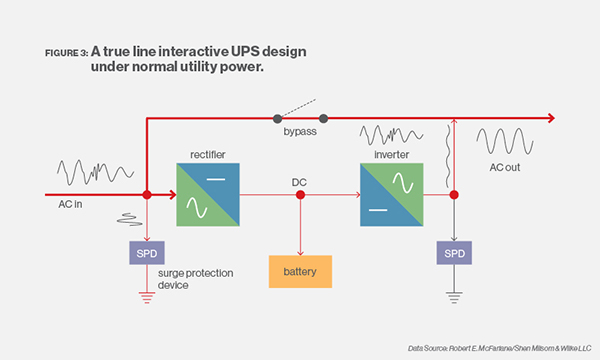 FIGURE 3: A true line interactive UPS design
under normal utility power.
bypass
rectifier
inverter
AC out
DC
AC in
SPD
surge protection
device
battery
SPD
Data Source: Robert E. McFarlane/Shen Milsom & Wilke LLC